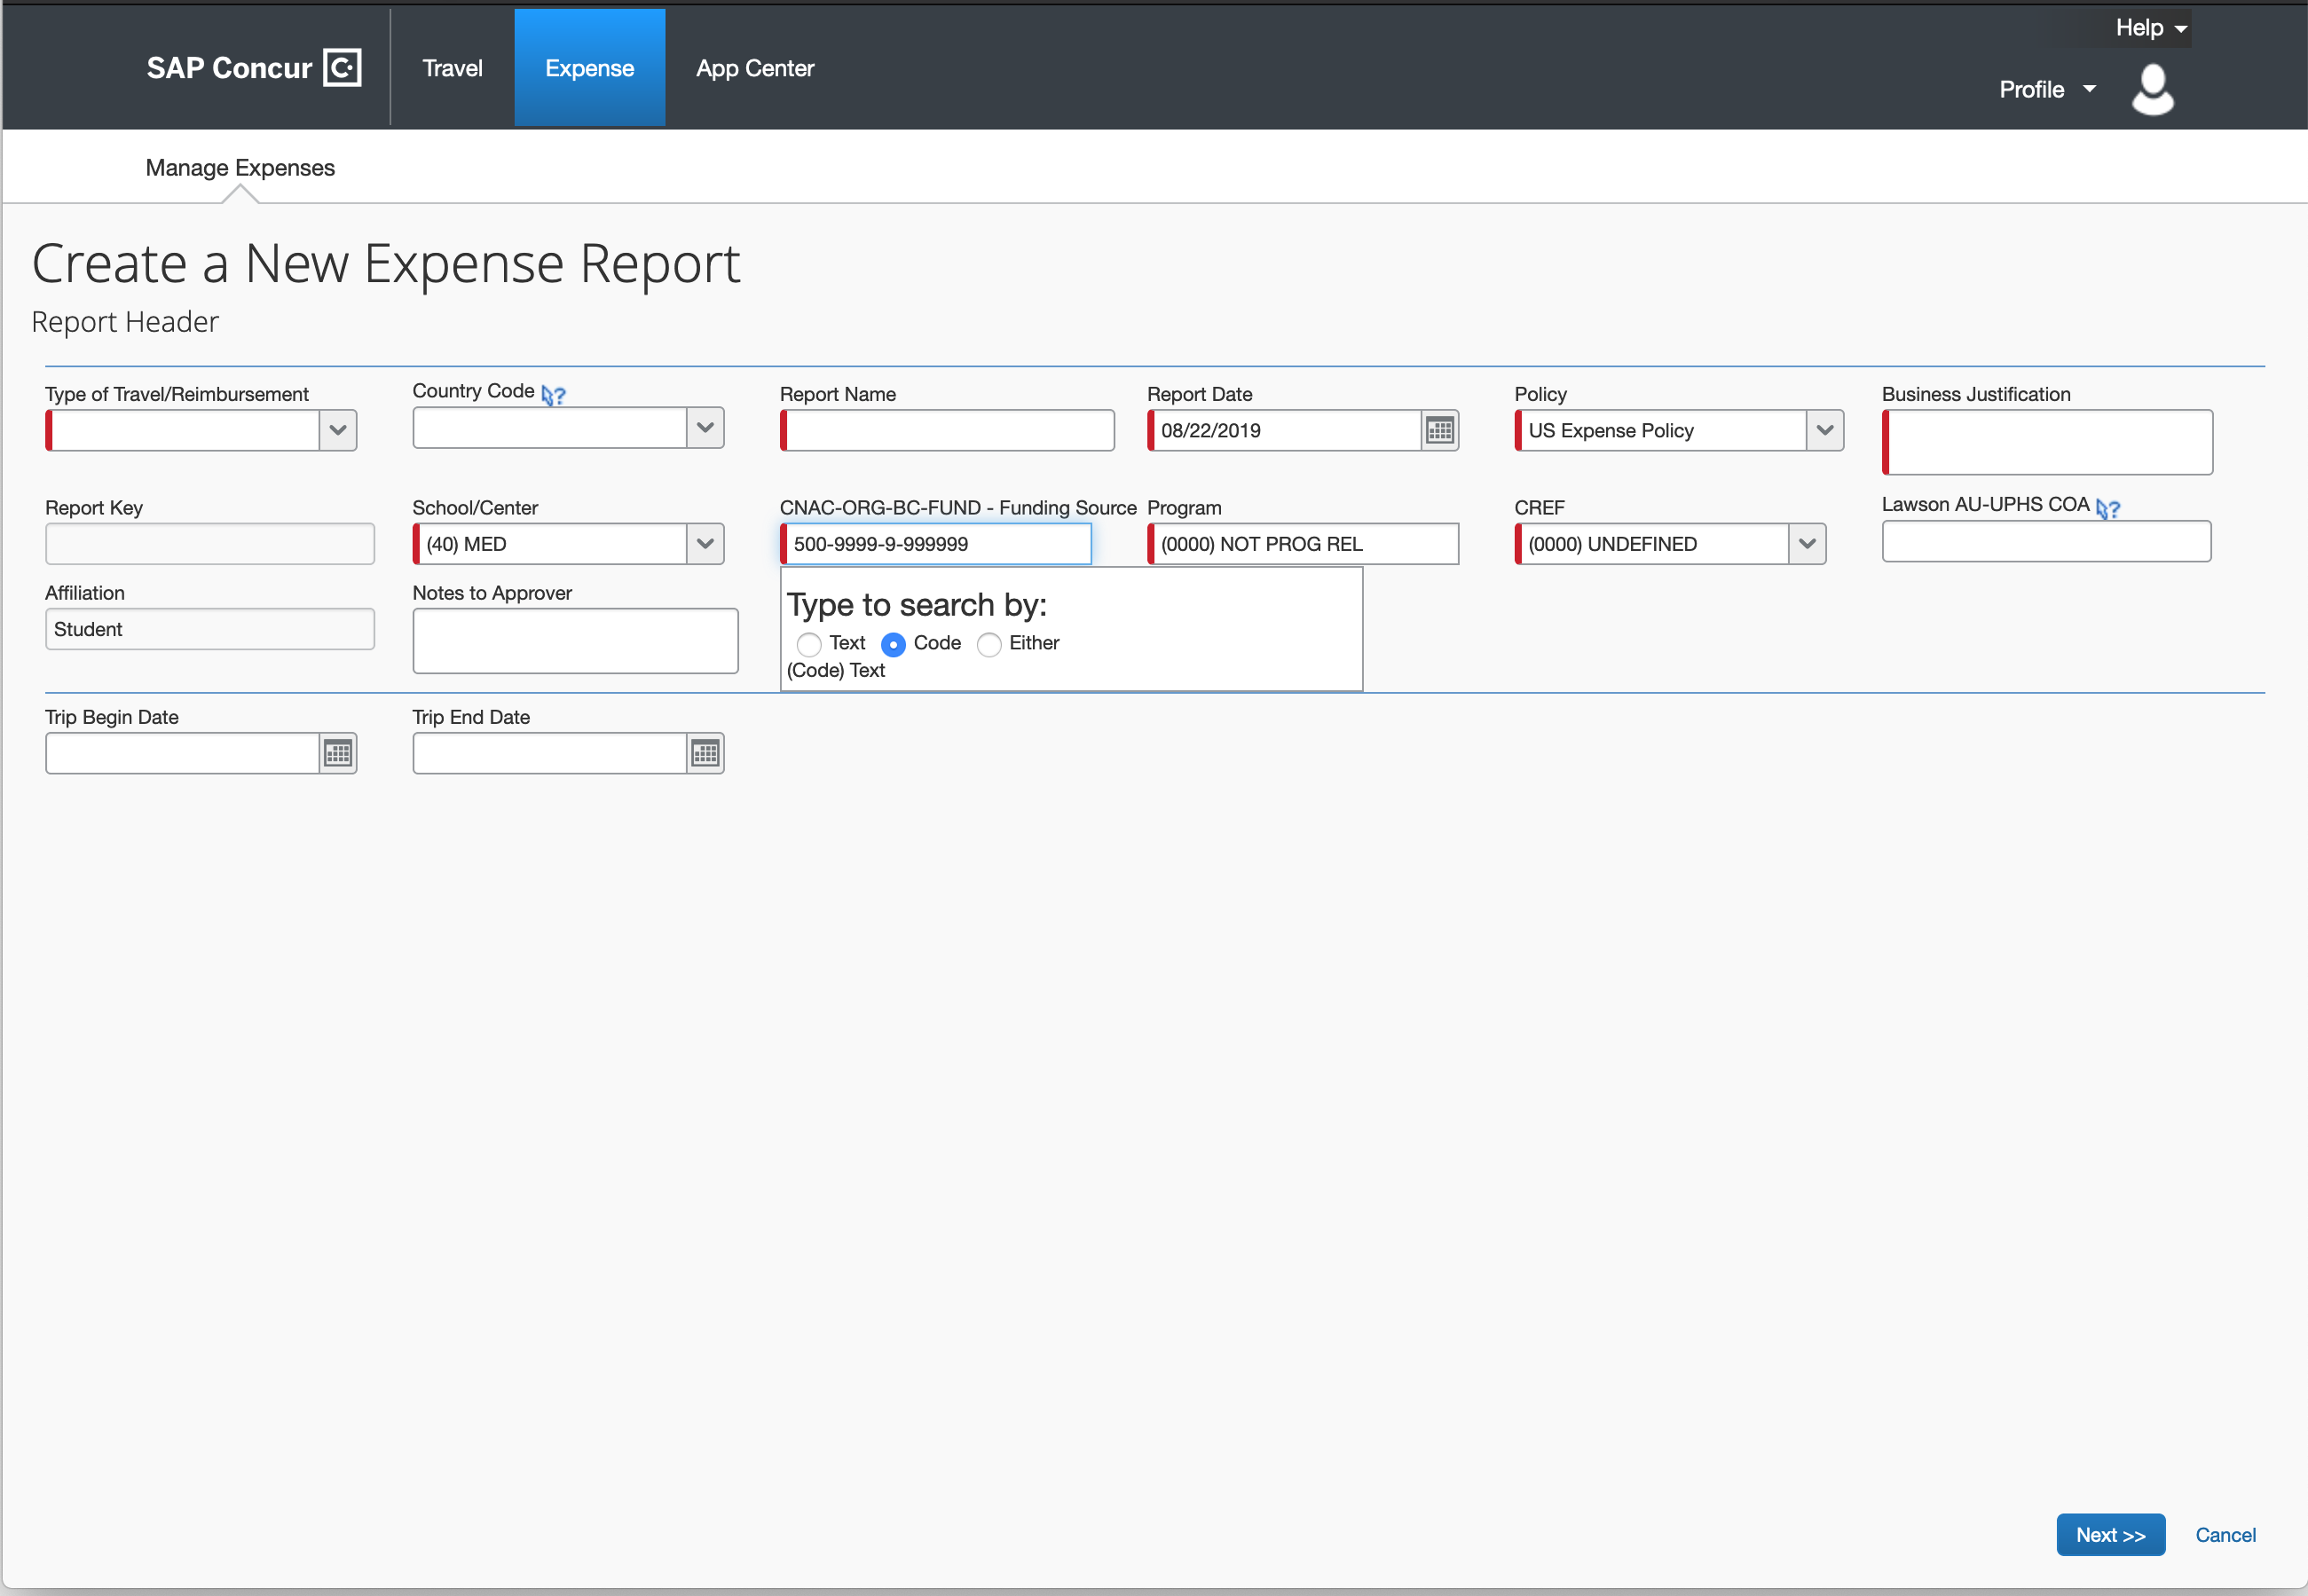 Help
SAP Concur
Travel
Expense
App Center
Profile
Manage Expenses
Create a New Expense Report
Report Header
Type of Travel/Reimbursement
Country Code
Report Name
Report Date
Policy
Business Justification
08/22/2019
US Expense Policy
Report Key
School/Center
CNAC-ORG-BC-FUND - Funding Source
Program
CREF
Lawson AU-UPHS COA
(40) MED
500-9999-9-999999
(0000) NOT PROG REL
(0000) UNDEFINED
Affiliation
Notes to Approver
Student
Type to search by:
Text
Code
Either
(Code) Text
Trip Begin Date
Trip End Date
Next >>
Cancel